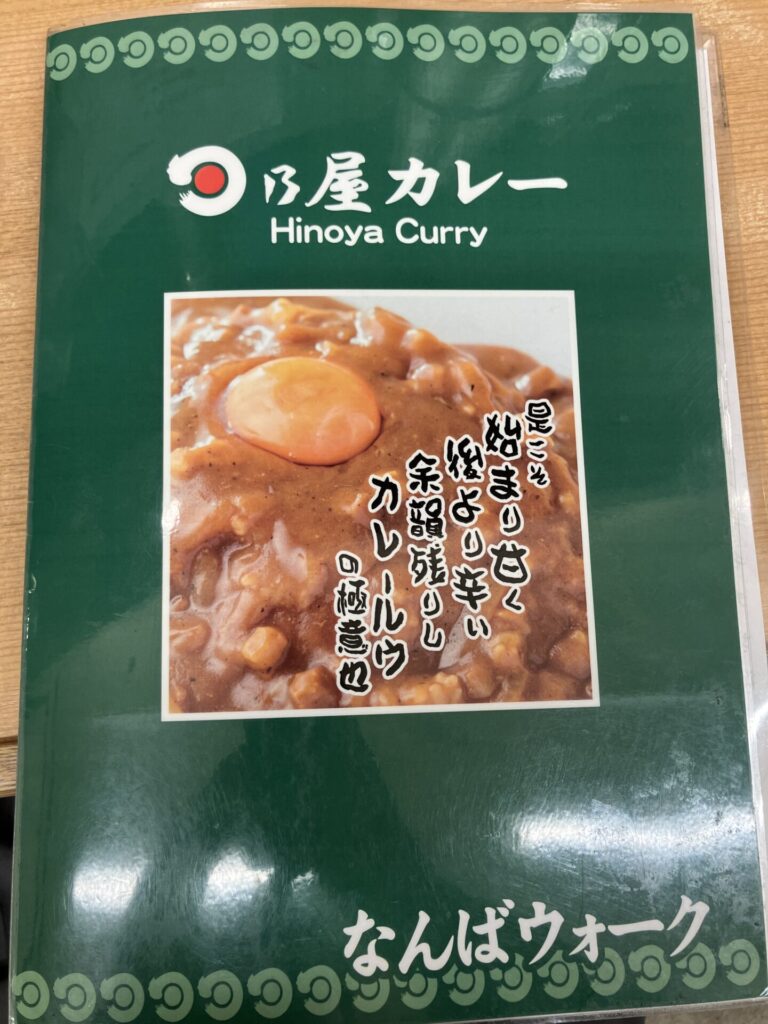 日乃屋カレー
Hinoya Curry
是こそ
始まり甘く
後より辛い
余韻残りし
カレールウ
の極意也
なんばウォーク